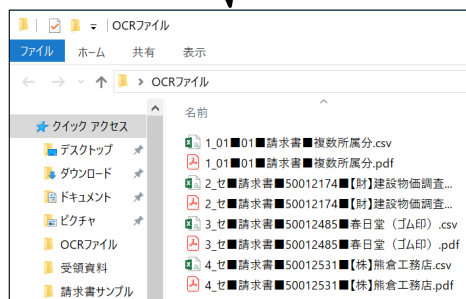 OCRファイル
ファイル ホーム 共有 表示
OCRファイル
名前
クイック アクセス
デスクトップ
ダウンロード
ドキュメント
ピクチャ
OCRファイル
受領資料
請求書サンプル
1_01■01■請求書■複数所属分.csv
1_01■01■請求書■複数所属分.pdf
2_セ■請求書■50012174■【財】建設物価調査...
2_セ■請求書■50012174■【財】建設物価調査...
3_セ■請求書■50012485■春日堂（ゴム印）.csv
3_セ■請求書■50012485■春日堂（ゴム印）.pdf
4_セ■請求書■50012531■【株】熊倉工務店.csv
4_セ■請求書■50012531■【株】熊倉工務店.pdf